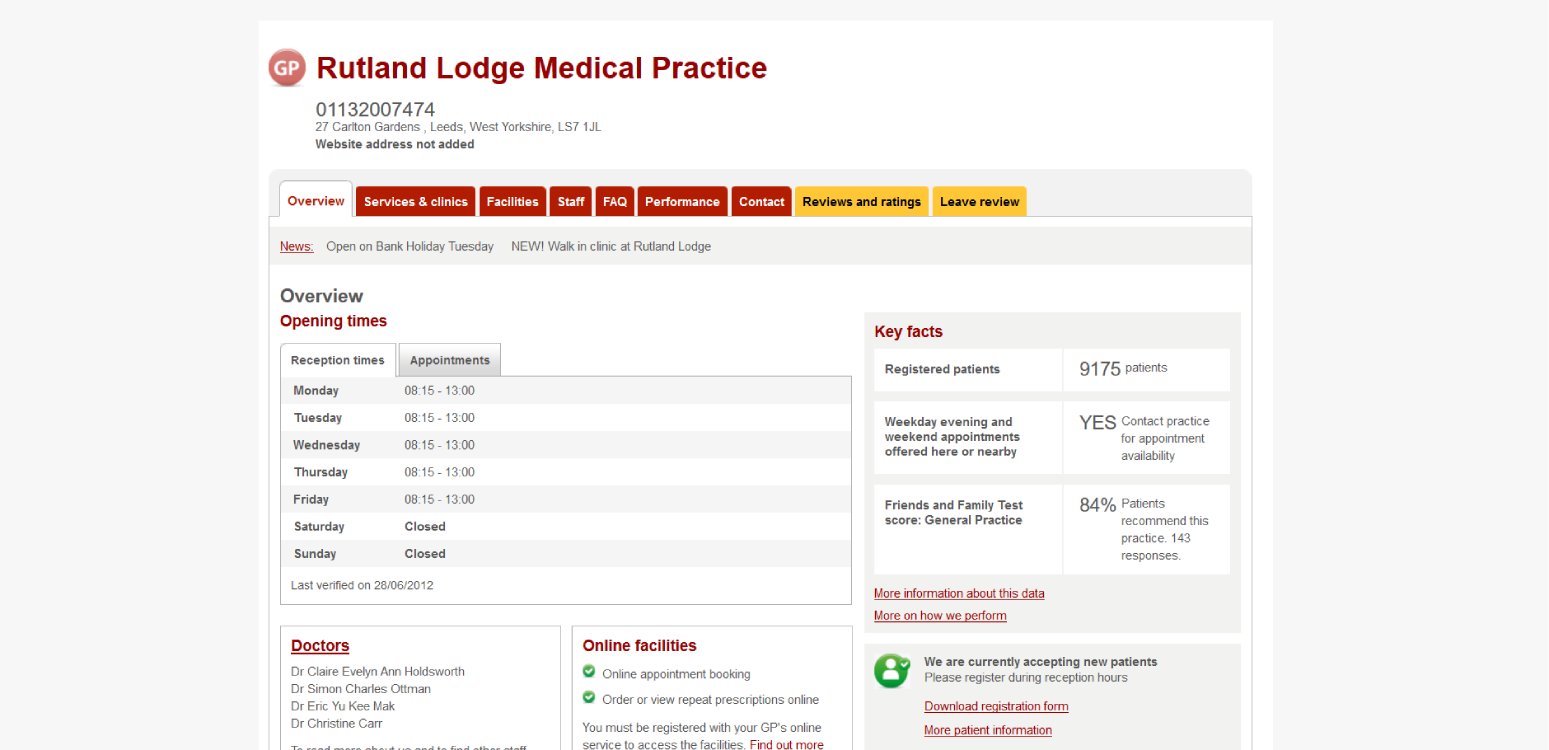 GP
Rutland Lodge Medical Practice
01132007474
27 Carlton Gardens , Leeds, West Yorkshire, LS7 1JL
Website address not added
Overview Services & clinics Facilities Staff FAQ Performance Contact Reviews and ratings Leave review
News: Open on Bank Holiday Tuesday NEW! Walk in clinic at Rutland Lodge
Overview
Opening times
Reception times Appointments
Monday 08:15 - 13:00
Tuesday 08:15 - 13:00
Wednesday 08:15 - 13:00
Thursday 08:15 - 13:00
Friday 08:15 - 13:00
Saturday Closed
Sunday Closed
Last verified on 28/06/2012
Doctors
Dr Claire Evelyn Ann Holdsworth
Dr Simon Charles Ottman
Dr Eric Yu Kee Mak
Dr Christine Carr
To read more about us and to find other staff
Online facilities
Online appointment booking
Order or view repeat prescriptions online
You must be registered with your GP's online
service to access the facilities. Find out more
Key facts
Registered patients
9175 patients
Weekday evening and
weekend appointments
offered here or nearby
YES Contact practice
for appointment
availability
Friends and Family Test
score: General Practice
84% Patients
recommend this
practice. 143
responses.
More information about this data
More on how we perform
We are currently accepting new patients
Please register during reception hours
Download registration form
More patient information